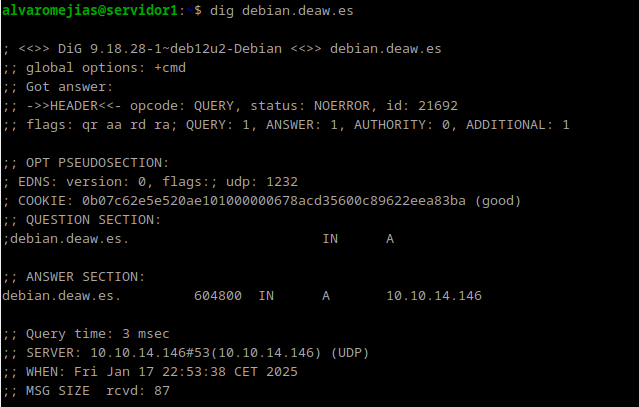 alvaromejias@servidor1:~$ dig debian.deaw.es
; <<>> DiG 9.18.28-1~deb12u2-Debian <<>> debian.deaw.es
;; global options: +cmd
;; Got answer:
;; ->>HEADER<<- opcode: QUERY, status: NOERROR, id: 21692
;; flags: qr aa rd ra; QUERY: 1, ANSWER: 1, AUTHORITY: 0, ADDITIONAL: 1
;; OPT PSEUDOSECTION:
; EDNS: version: 0, flags:; udp: 1232
; COOKIE: 0b07c62e5e520ae101000000678acd35600c89622eea83ba (good)
;; QUESTION SECTION:
;debian.deaw.es. IN A
;; ANSWER SECTION:
debian.deaw.es. 604800 IN A 10.10.14.146
;; Query time: 3 msec
;; SERVER: 10.10.14.146#53(10.10.14.146) (UDP)
;; WHEN: Fri Jan 17 22:53:38 CET 2025
;; MSG SIZE rcvd: 87